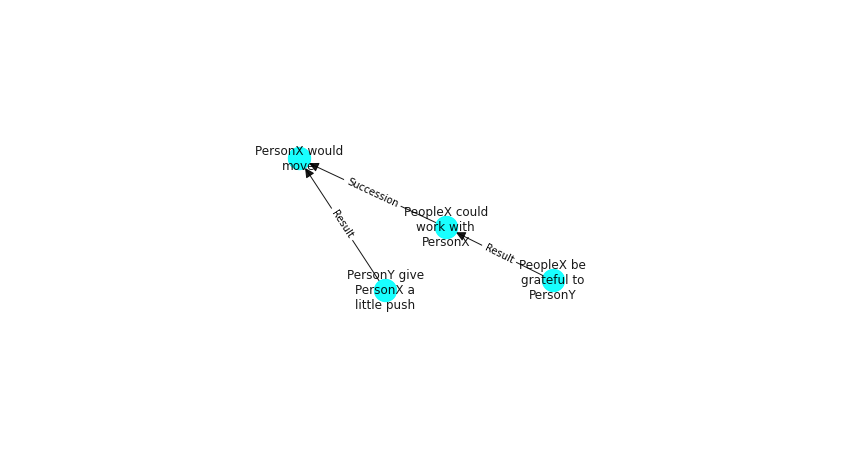 PersonX would
move
Succession
PeopleX could
work with
PersonX
Result
Result
PeopleX be
grateful to
PersonY
PersonY give
PersonX a
little push